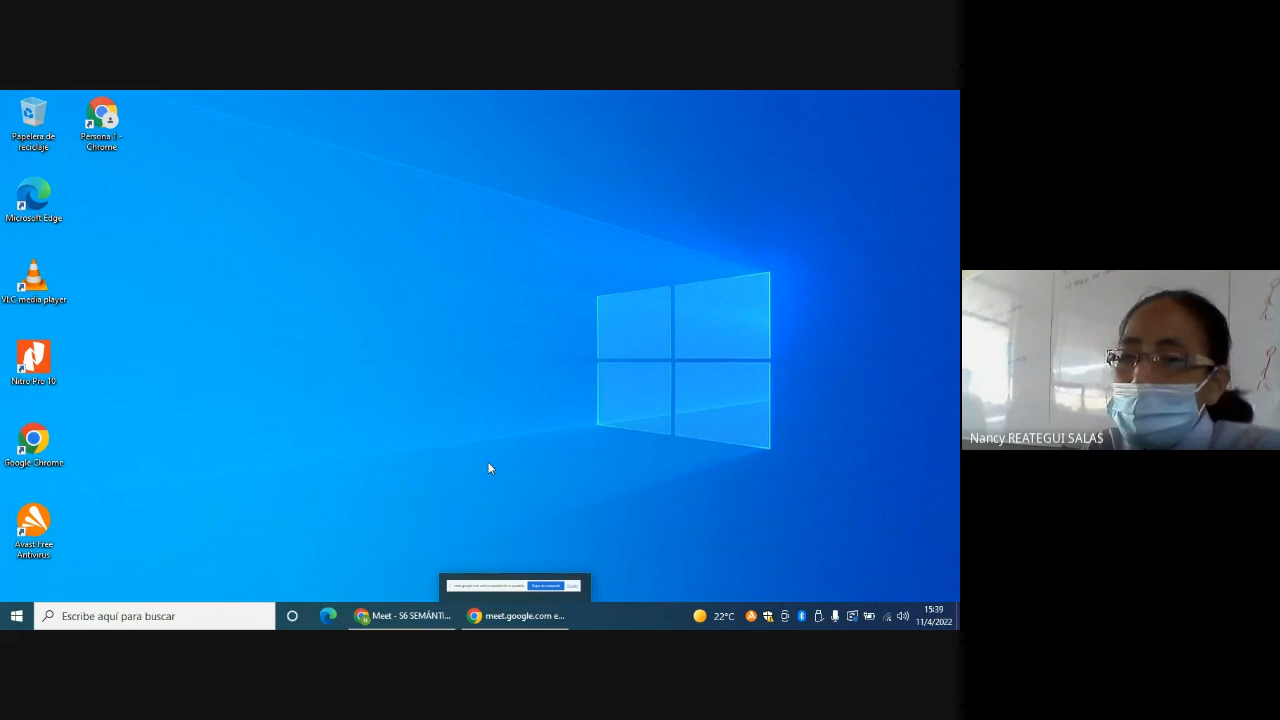 Papelera de
reciclaje
Persona 1 -
Chrome
Microsoft Edge
VLC media player
Nitro Pro 10
Google Chrome
Avast Free
Antivirus
Nancy REATEGUI SALAS
Escribe aquí para buscar
Meet - S6 SEMÁNTI...
meet.google.com e...
22°C
15:39
11/4/2022